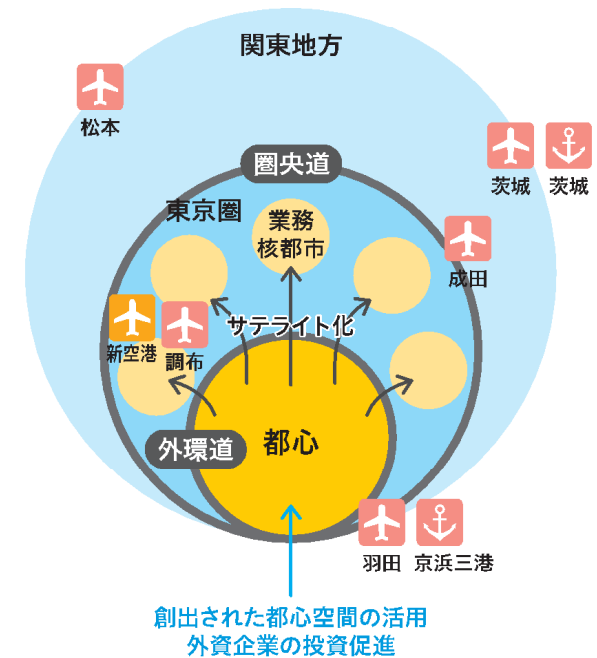 関東地方
松本
茨城
茨城
圏央道
東京圏
業務
核都市
成田
サテライト化
新空港
調布
外環道
都心
羽田
京浜三港
創出された都心空間の活用
外資企業の投資促進